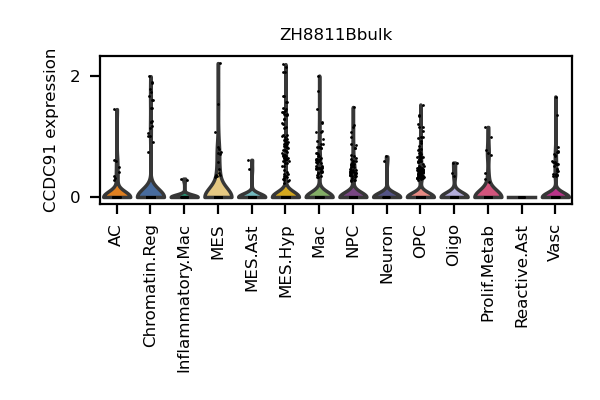 ZH8811Bbulk
CCDC91 expression
2
0
AC
Chromatin.Reg
Inflammatory.Mac
MES
MES.Ast
MES.Hyp
Mac
NPC
Neuron
OPC
Oligo
Prolif.Metab
Reactive.Ast
Vasc